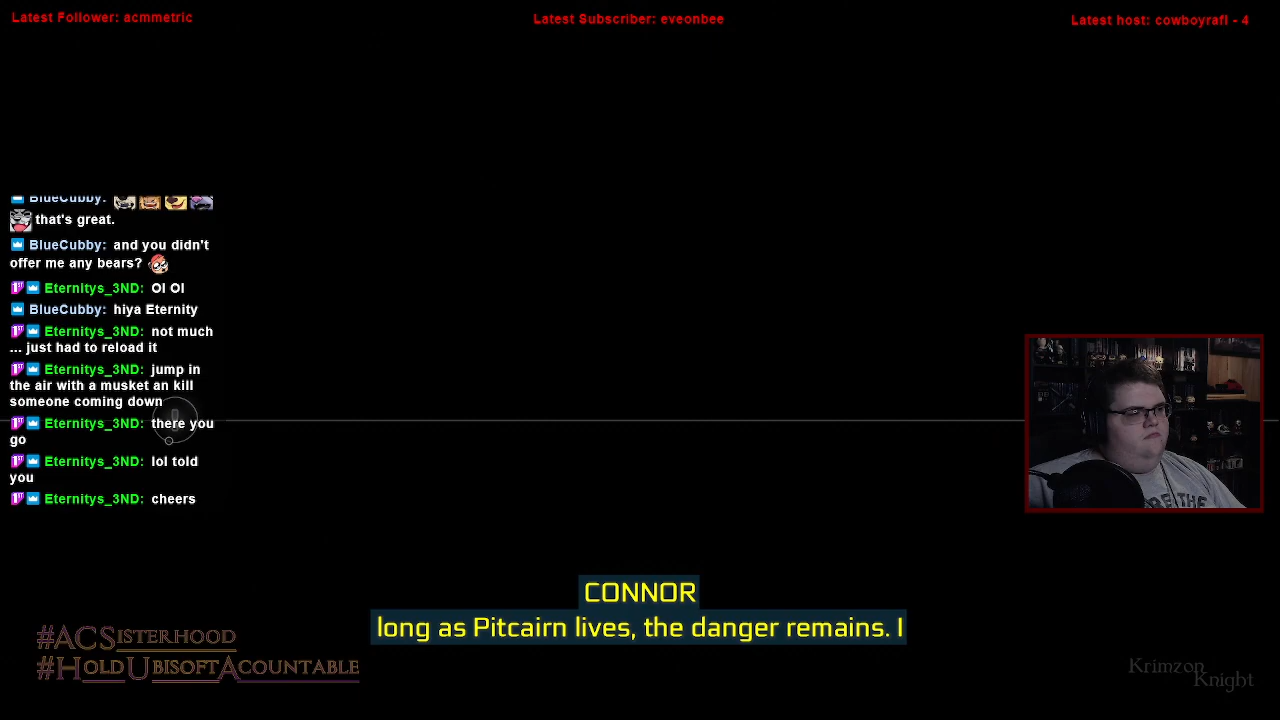 Latest Follower: acmmetric
Latest Subscriber: eveonbee
Latest host: cowboyrafl - 4
BlueCubby:
that's great.
BlueCubby: and you didn't
offer me any bears?
Eternitys_3ND: OI OI
BlueCubby: hiya Eternity
Eternitys_3ND: not much
... just had to reload it
Eternitys_3ND: jump in
the air with a musket an kill
someone coming down
Eternitys_3ND: there you
go
Eternitys_3ND: lol told
you
Eternitys_3ND: cheers
CONNOR
long as Pitcairn lives, the danger remains. I
#ACSISTERHOOD
#HOLDUBISOFTACOUNTABLE
Krimzon
Knight